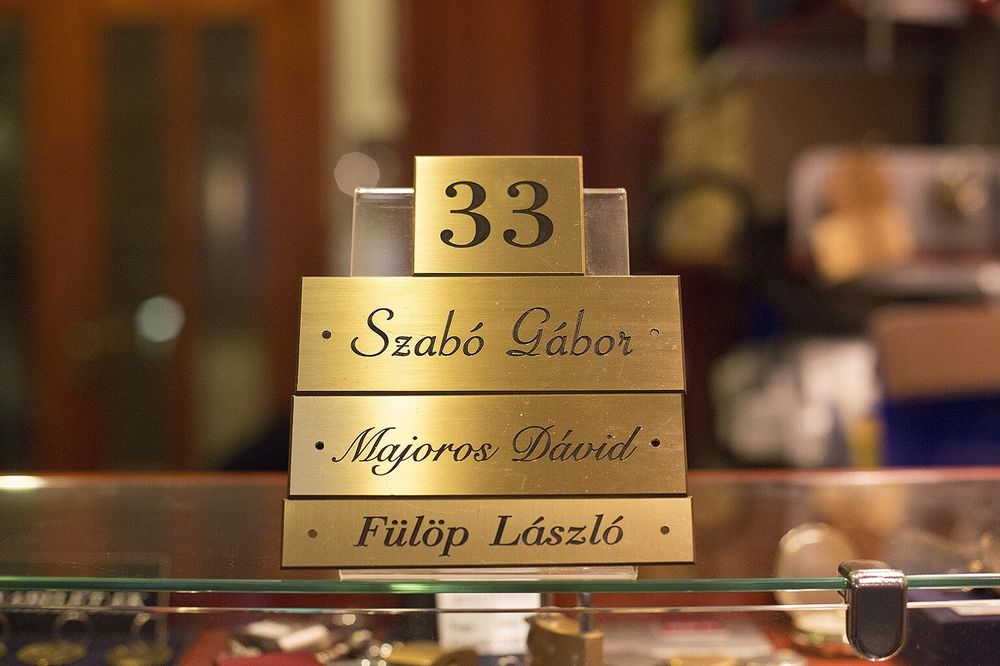 33
Szabó Gábor
Majoros Dávid
Fülöp László